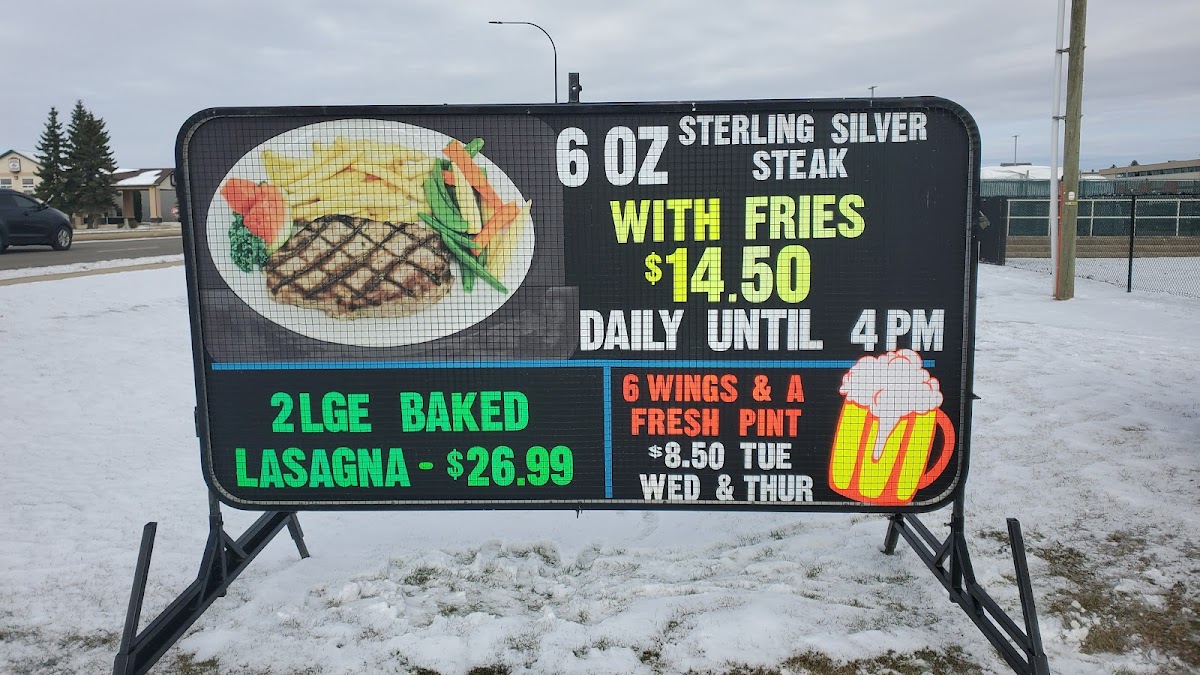 6 OZ STERLING SILVER
STEAK
WITH FRIES
$14.50
DAILY UNTIL 4 PM
2 LGE BAKED
LASAGNA - $26.99
6 WINGS & A
FRESH PINT
$8.50 TUE
WED & THUR